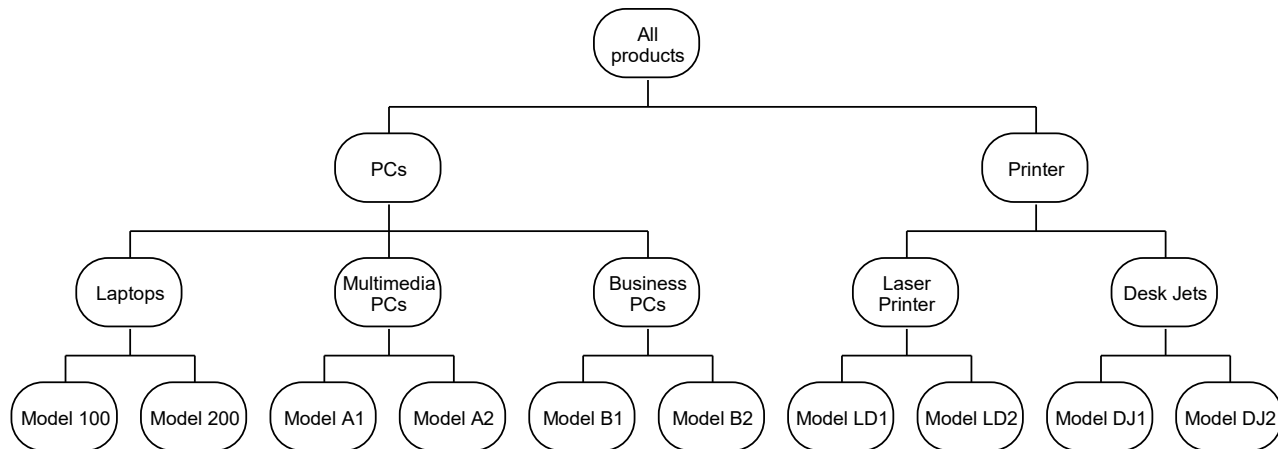 All
products
PCs
Printer
Laptops
Multimedia
PCs
Business
PCs
Laser
Printer
Desk Jets
Model 100
Model 200
Model A1
Model A2
Model B1
Model B2
Model LD1
Model LD2
Model DJ1
Model DJ2